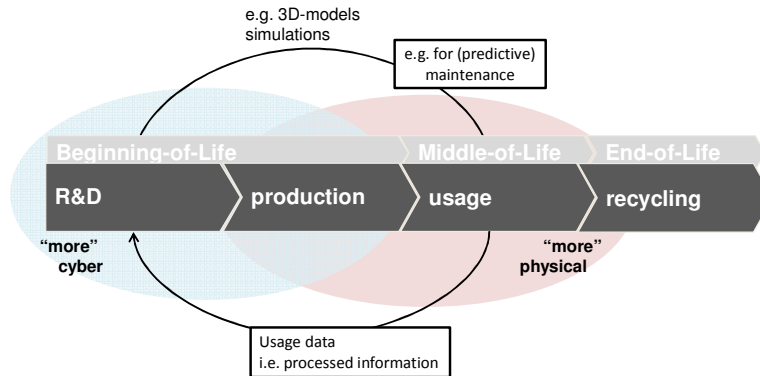 e.g. 3D-models
simulations
e.g. for (predictive)
maintenance
Beginning-of-Life
Middle-of-Life
End-of-Life
R&D
production
usage
recycling
“more”
cyber
“more”
physical
Usage data
i.e. processed information